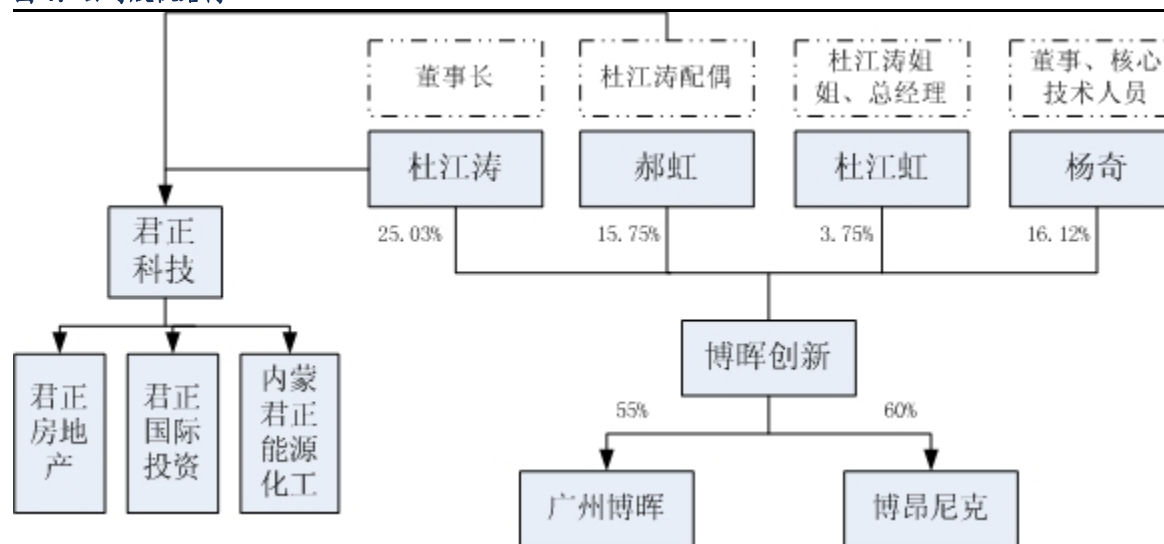 董事长
杜江涛配偶
杜江涛姐
姐、总经理
董事、核心
技术人员
杜江涛
郝虹
杜江虹
杨奇
25.03%
15.75%
3.75%
16.12%
君正
科技
博晖创新
君正
房地
产
君正
国际
投资
内蒙
君正
能源
化工
55%
60%
广州博晖
博昂尼克